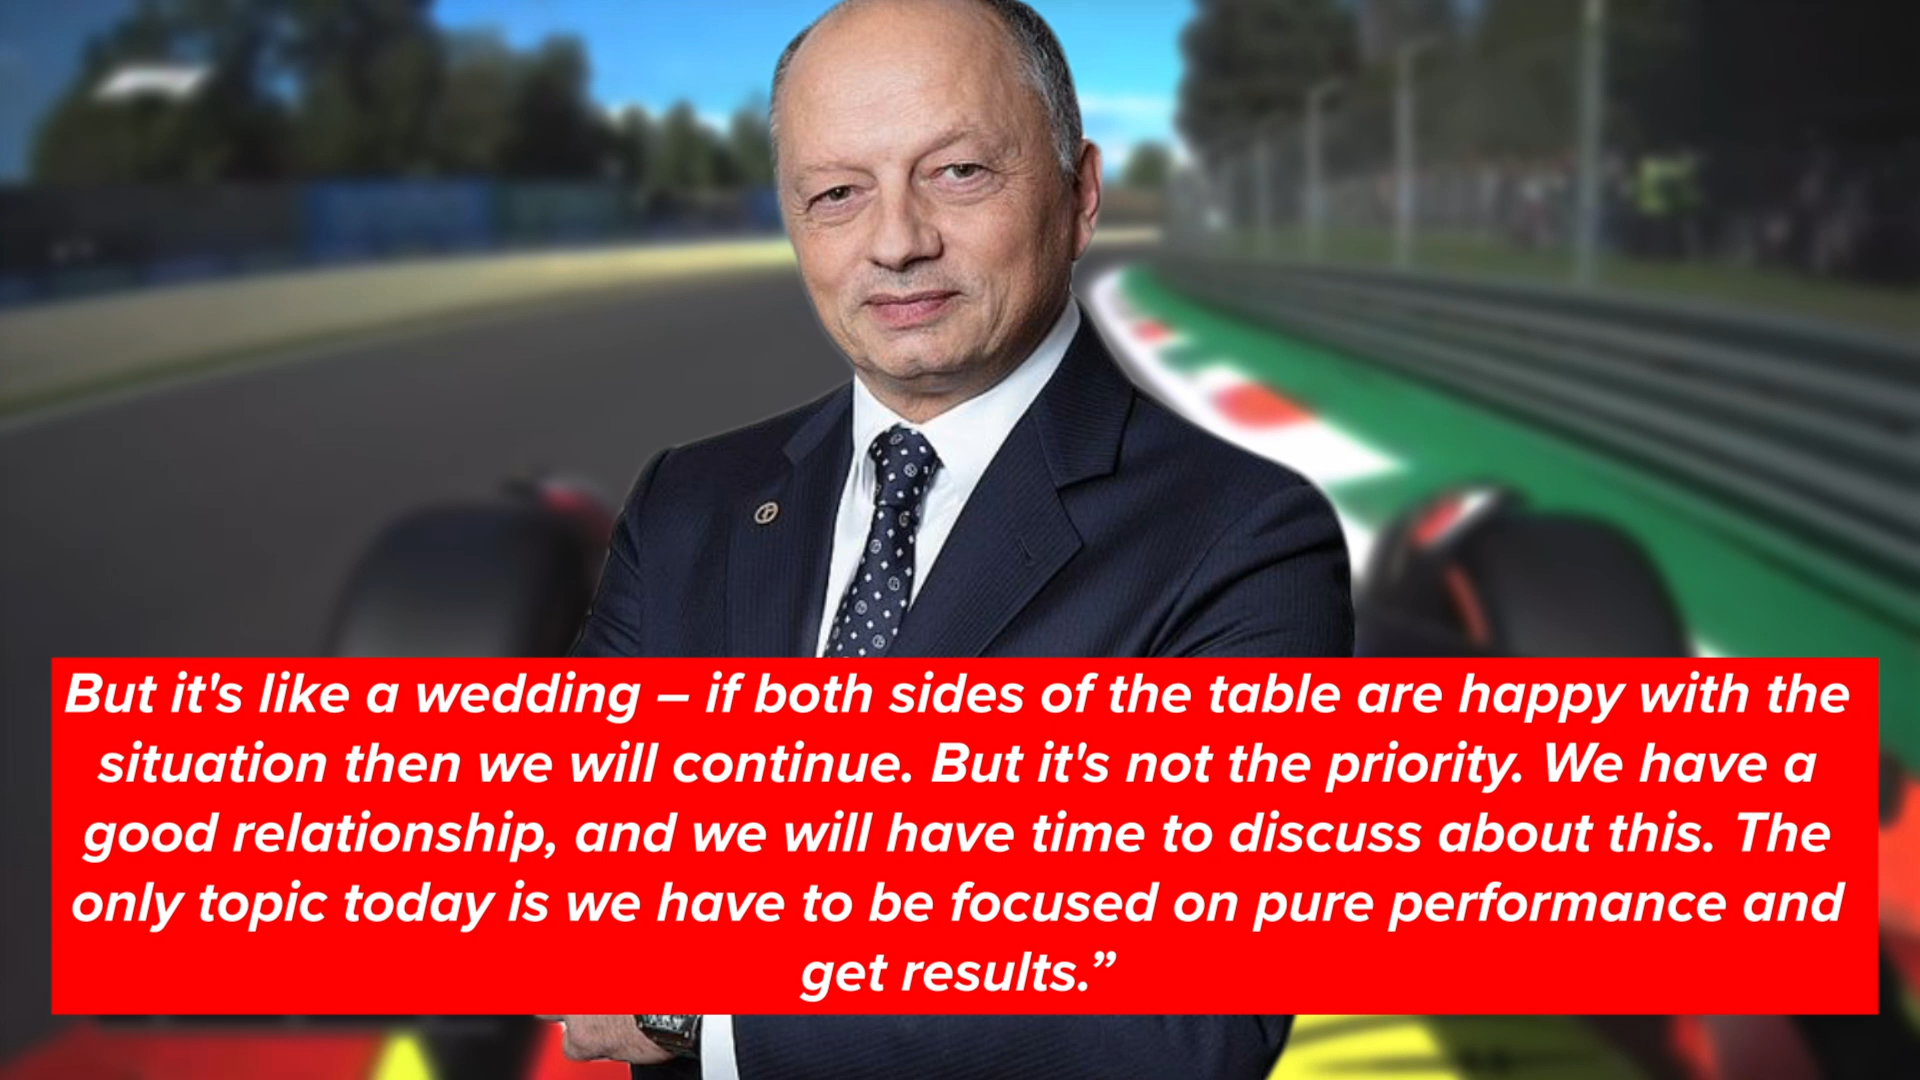 But it's like a wedding – if both sides of the table are happy with the
situation then we will continue. But it's not the priority. We have a
good relationship, and we will have time to discuss about this. The
only topic today is we have to be focused on pure performance and
get results.”